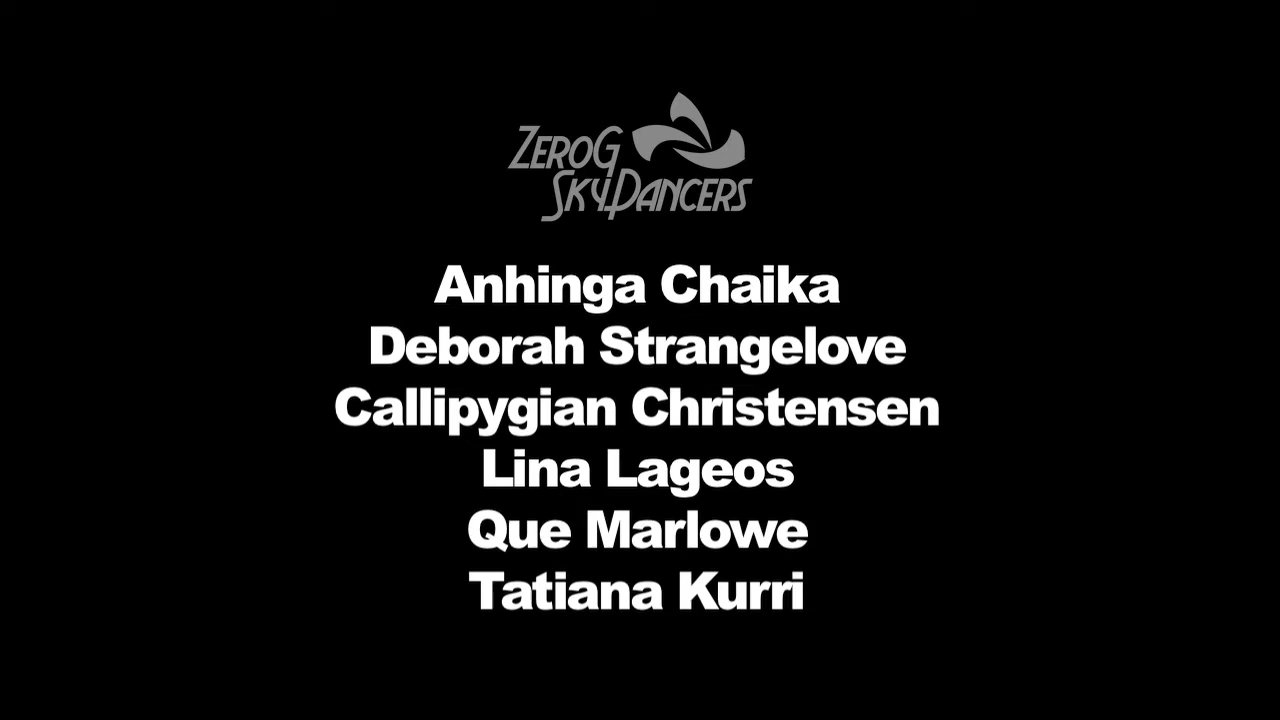 ZEROG
SKYDANCERS
Anhinga Chaika
Deborah Strangelove
Callipygian Christensen
Lina Lageos
Que Marlowe
Tatiana Kurri